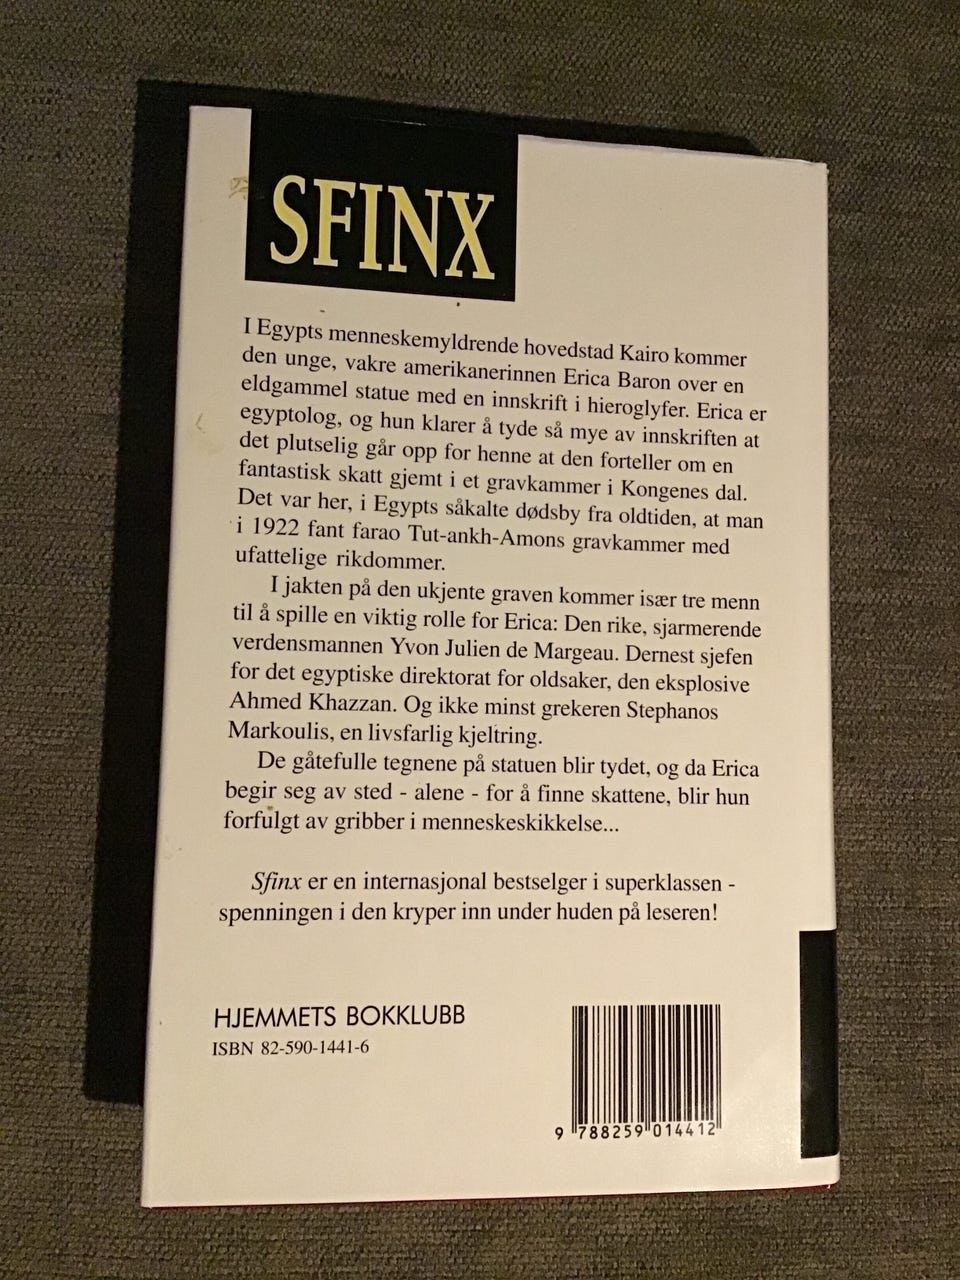 SFINX
I Egypts menneskemyldrende hovedstad Kairo kommer
den unge, vakre amerikanerinnen Erica Baron over en
eldgammel statue med en innskrift i hieroglyfer. Erica er
egyptolog, og hun klarer å tyde så mye av innskriften at
det plutselig går opp for henne at den forteller om en
fantastisk skatt gjemt i et gravkammer i Kongenes dal.
Det var her, i Egypts såkalte dødsby fra oldtiden, at man
i 1922 fant farao Tut-ankh-Amons gravkammer med
ufattelige rikdommer.
I jakten på den ukjente graven kommer især tre menn
til å spille en viktig rolle for Erica: Den rike, sjarmerende
verdensmannen Yvon Julien de Margeau. Dernest sjefen
for det egyptiske direktorat for oldsaker, den eksplosive
Ahmed Khazzan. Og ikke minst grekeren Stephanos
Markoulis, en livsfarlig kjeltring.
De gåtefulle tegnene på statuen blir tydet, og da Erica
begir seg av sted - alene - for å finne skattene, blir hun
forfulgt av gribber i menneskeskikkelse...
Sfinx er en internasjonal bestselger i superklassen -
spenningen i den kryper inn under huden på leseren!
HJEMMETS BOKKLUBB
ISBN 82-590-1441-6
9 788259 014412